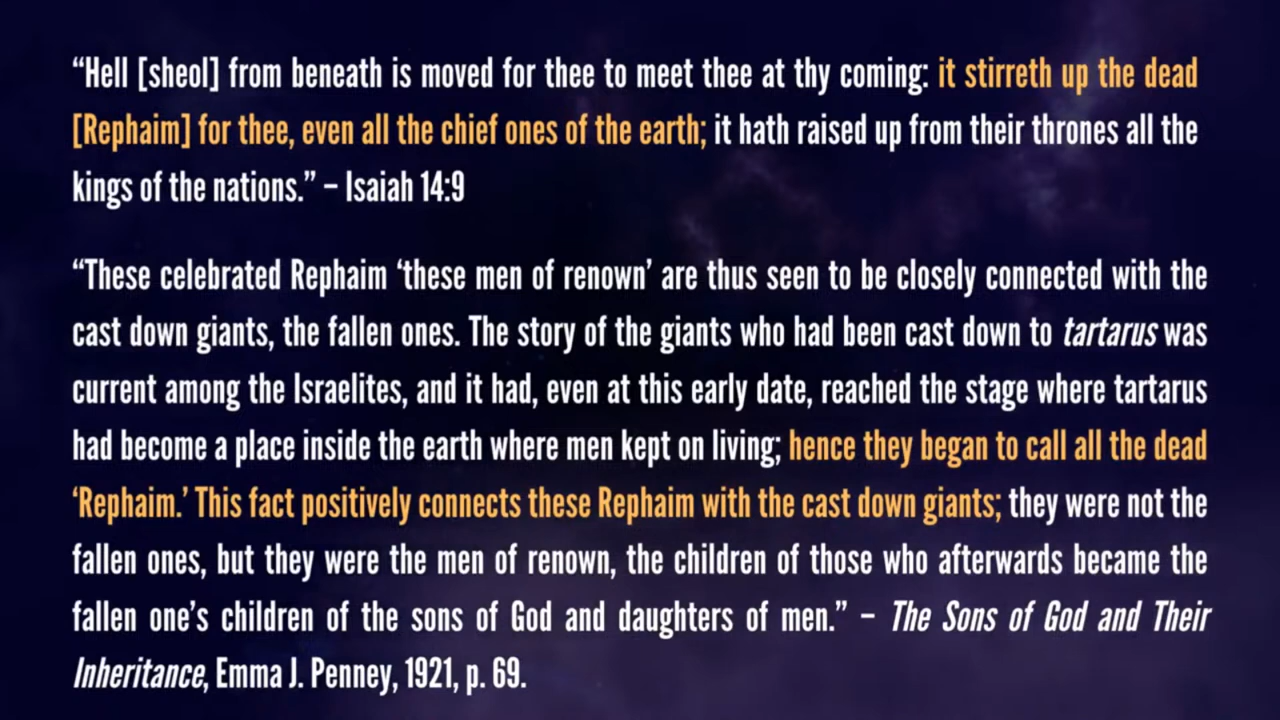 “Hell [sheol] from beneath is moved for thee to meet thee at thy coming: it stirreth up the dead
[Rephaim] for thee, even all the chief ones of the earth; it hath raised up from their thrones all the
kings of the nations.” – Isaiah 14:9
“These celebrated Rephaim ‘these men of renown’ are thus seen to be closely connected with the
cast down giants, the fallen ones. The story of the giants who had been cast down to tartarus was
current among the Israelites, and it had, even at this early date, reached the stage where tartarus
had become a place inside the earth where men kept on living; hence they began to call all the dead
‘Rephaim.’ This fact positively connects these Rephaim with the cast down giants; they were not the
fallen ones, but they were the men of renown, the children of those who afterwards became the
fallen one’s children of the sons of God and daughters of men.” – The Sons of God and Their
Inheritance, Emma J. Penney, 1921, p. 69.